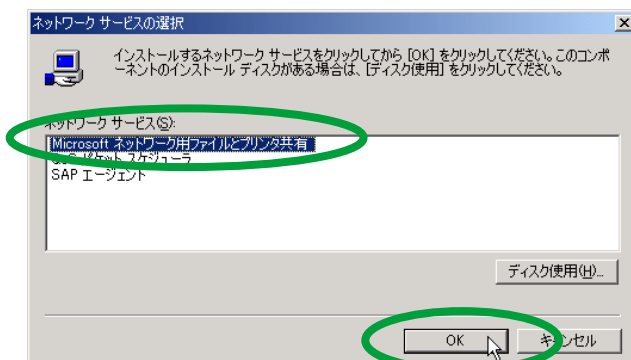 ネットワーク サービスの選択
インストールするネットワーク サービスをクリックしてから [OK] をクリックしてください。このコンポ
ーネントのインストール ディスクがある場合は、[ディスク使用] をクリックしてください。
ネットワーク サービス(S):
Microsoft ネットワーク用ファイルとプリンタ共有
QoS パケット スケジューラ
SAP エージェント
ディスク使用(H)...
OK
キャンセル